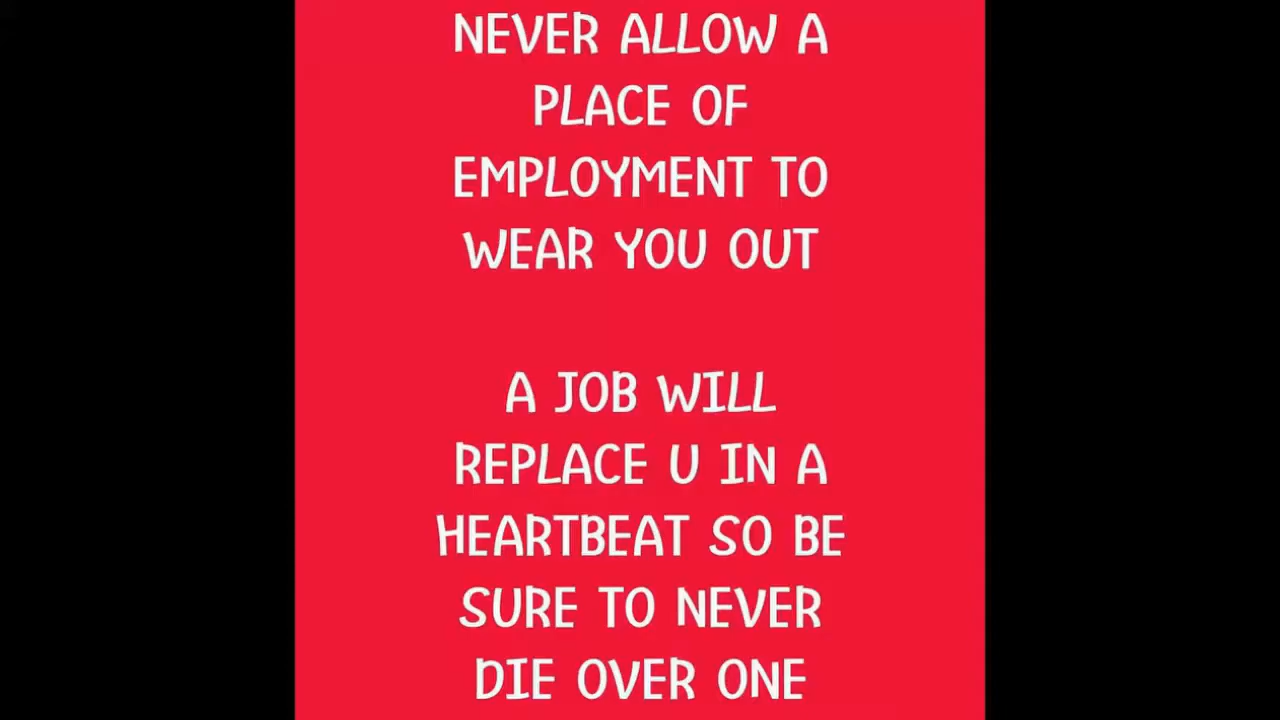 NEVER ALLOW A
PLACE OF
EMPLOYMENT TO
WEAR YOU OUT
A JOB WILL
REPLACE U IN A
HEARTBEAT SO BE
SURE TO NEVER
DIE OVER ONE